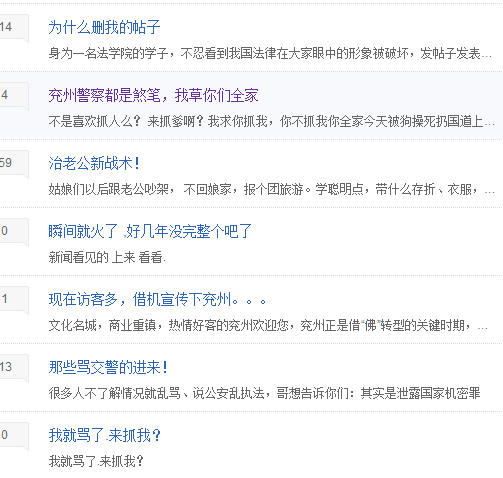 14
为什么删我的帖子
身为一名法学院的学子，不忍看到我国法律在大家眼中的形象被破坏，发帖子发表...
4
兖州警察都是煞笔，我草你们全家
不是喜欢抓人么？ 来抓爹啊？我求你抓我，你不抓我你全家今天被狗操死扔国道上...
59
治老公新战术！
姑娘们以后跟老公吵架， 不回娘家，报个团旅游。学聪明点，带什么存折、衣服，...
0
瞬间就火了 ,好几年没完整个吧了
新闻看见的 上来 看看.
1
现在访客多，借机宣传下兖州。。。
文化名城，商业重镇，热情好客的兖州欢迎您，兖州正是借“佛”转型的关键时期，...
13
那些骂交警的进来！
很多人不了解情况就乱骂、说公安乱执法，哥想告诉你们：其实是泄露国家机密罪
0
我就骂了.来抓我？
我就骂了.来抓我？